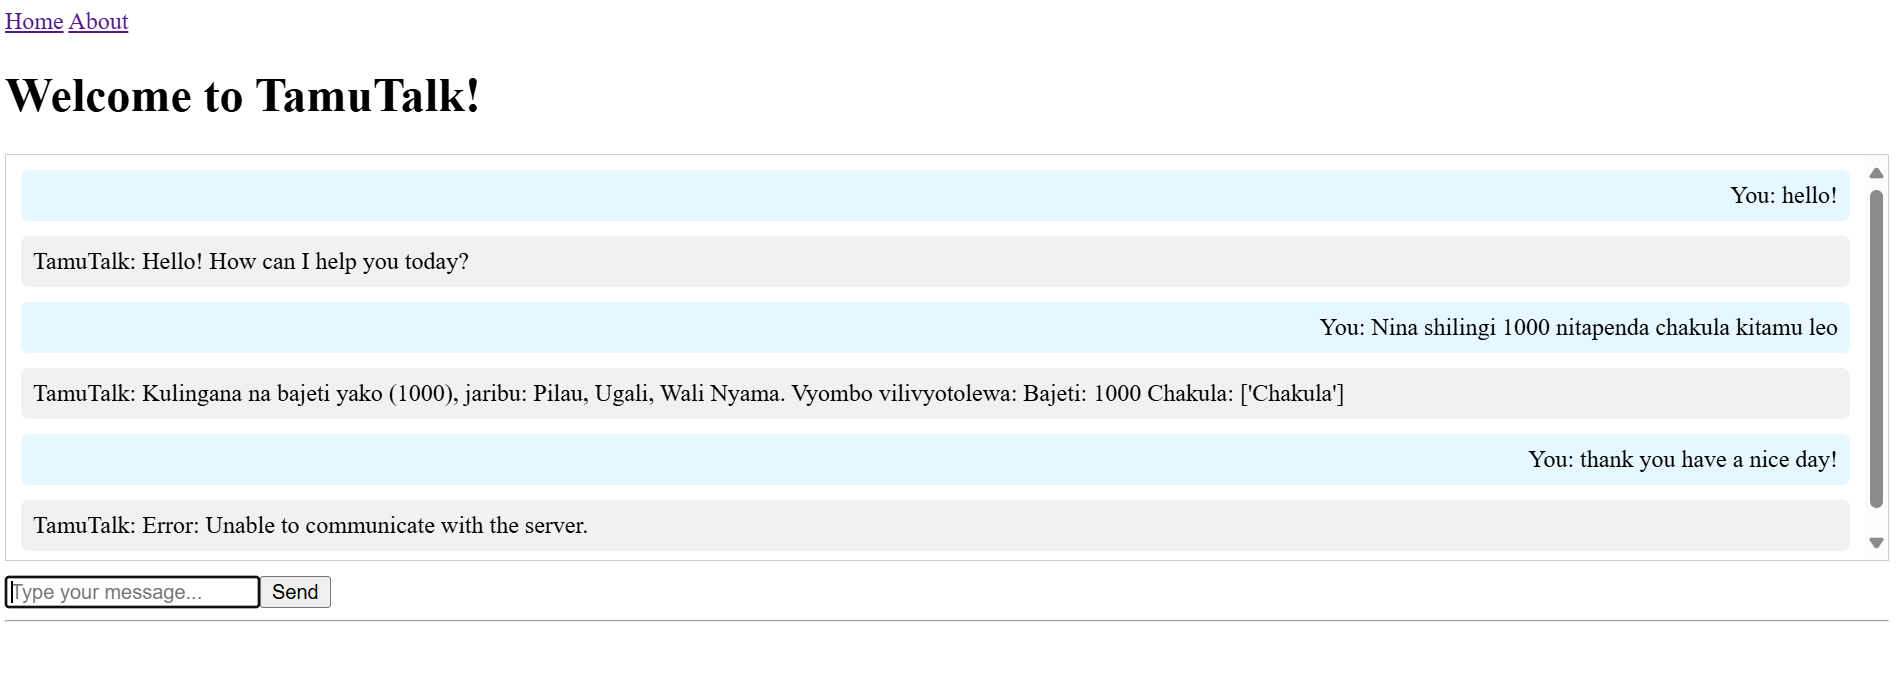 Home About
Welcome to TamuTalk!
You: hello!
TamuTalk: Hello! How can I help you today?
You: Nina shilingi 1000 nitapenda chakula kitamu leo
TamuTalk: Kulingana na bajeti yako (1000), jaribu: Pilau, Ugali, Wali Nyama. Vyombo vilivyotolewa: Bajeti: 1000 Chakula: ['Chakula']
You: thank you have a nice day!
TamuTalk: Error: Unable to communicate with the server.
Type your message... Send